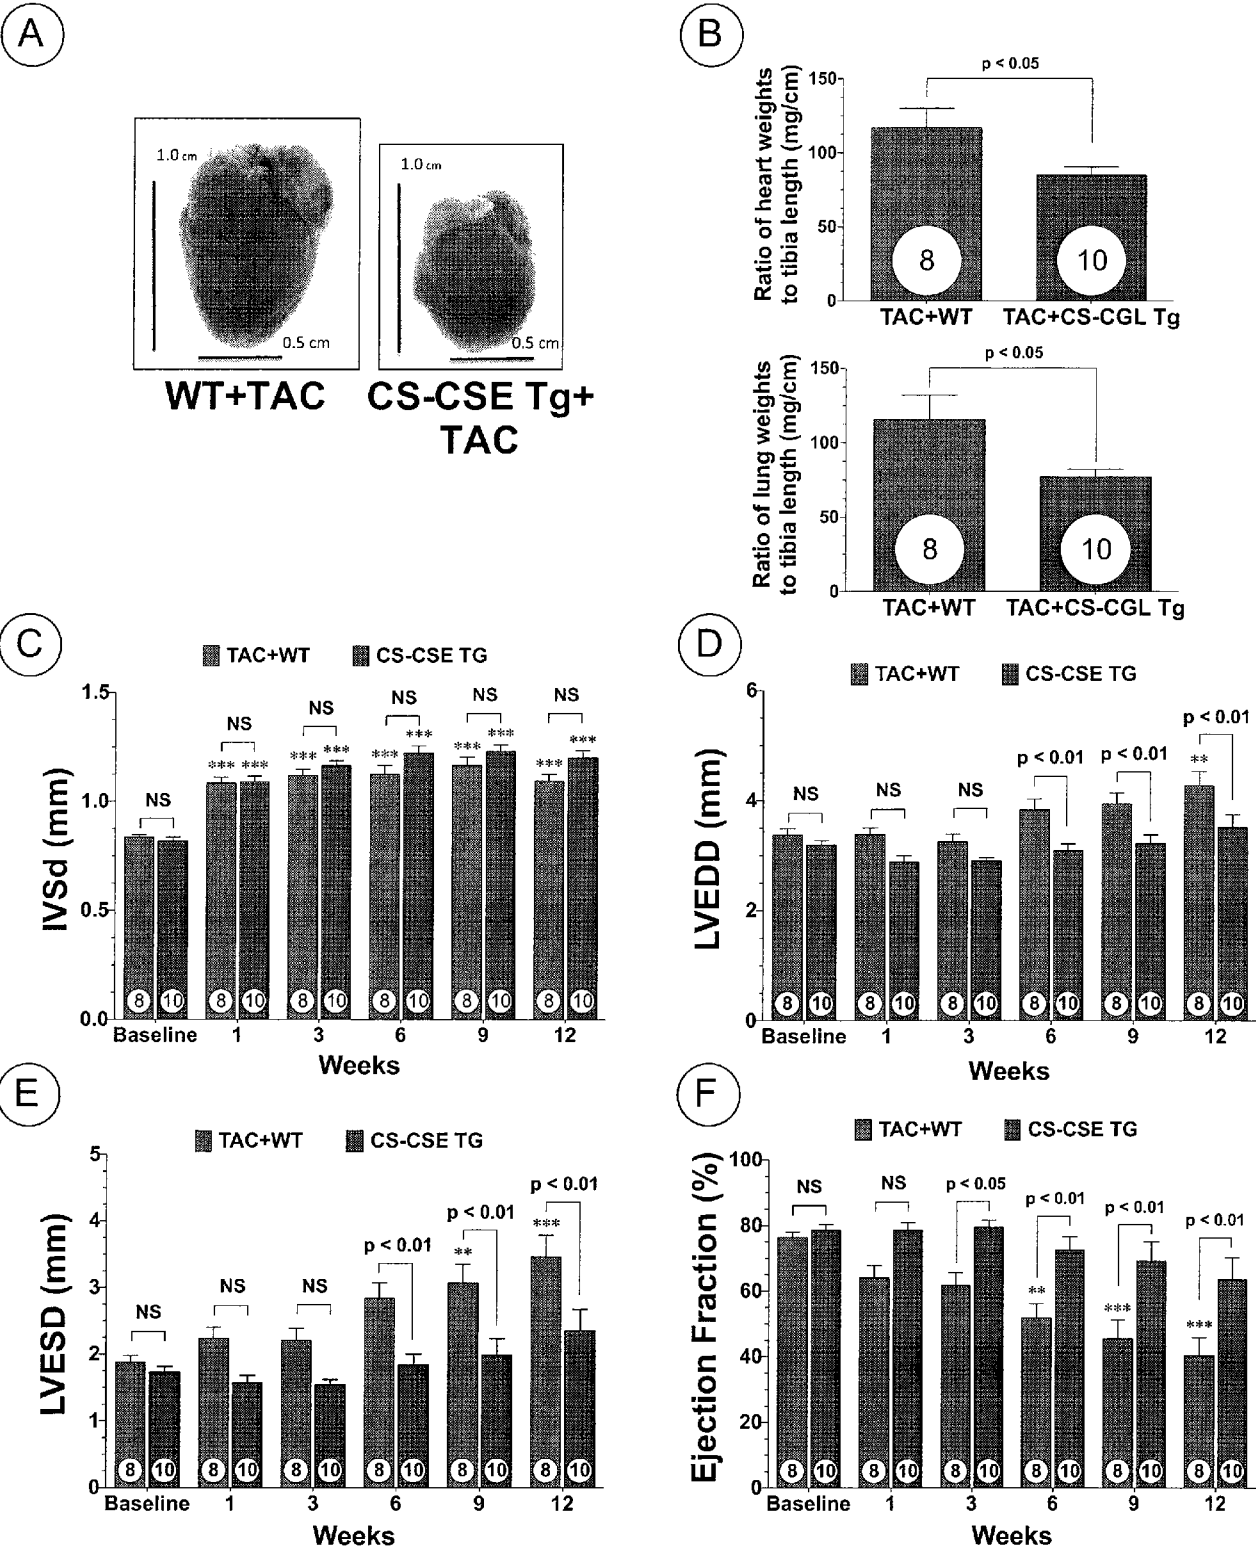 A
1.0 cm
0.5 cm
WT+TAC
1.0 cm
0.5 cm
CS-CSE Tg+
TAC
B
Ratio of heart weights
to tibia length (mg/cm)
150
100
50
0
p < 0.05
8
10
TAC+WT
TAC+CS-CGL Tg
Ratio of lung weights
to tibia length (mg/cm)
150
100
50
0
p < 0.05
8
10
TAC+WT
TAC+CS-CGL Tg
C
TAC+WT
CS-CSE TG
IVSd (mm)
1.5
1.0
0.5
0.0
NS
NS
NS
NS
NS
NS
*** *** *** *** *** *** *** *** *** ***
8 10 8 10 8 10 8 10 8 10 8 10
Baseline 1 3 6 9 12
Weeks
D
TAC+WT
CS-CSE TG
LVEDD (mm)
6
4
2
0
NS
NS
NS
p < 0.01
p < 0.01
p < 0.01
**
8 10 8 10 8 10 8 10 8 10 8 10
Baseline 1 3 6 9 12
Weeks
E
TAC+WT
CS-CSE TG
LVESD (mm)
5
4
3
2
1
0
NS
NS
NS
p < 0.01
p < 0.01
p < 0.01
**
***
8 10 8 10 8 10 8 10 8 10 8 10
Baseline 1 3 6 9 12
Weeks
F
TAC+WT
CS-CSE TG
Ejection Fraction (%)
100
80
60
40
20
0
NS
NS
p < 0.05
p < 0.01
p < 0.01
p < 0.01
**
***
***
8 10 8 10 8 10 8 10 8 10 8 10
Baseline 1 3 6 9 12
Weeks